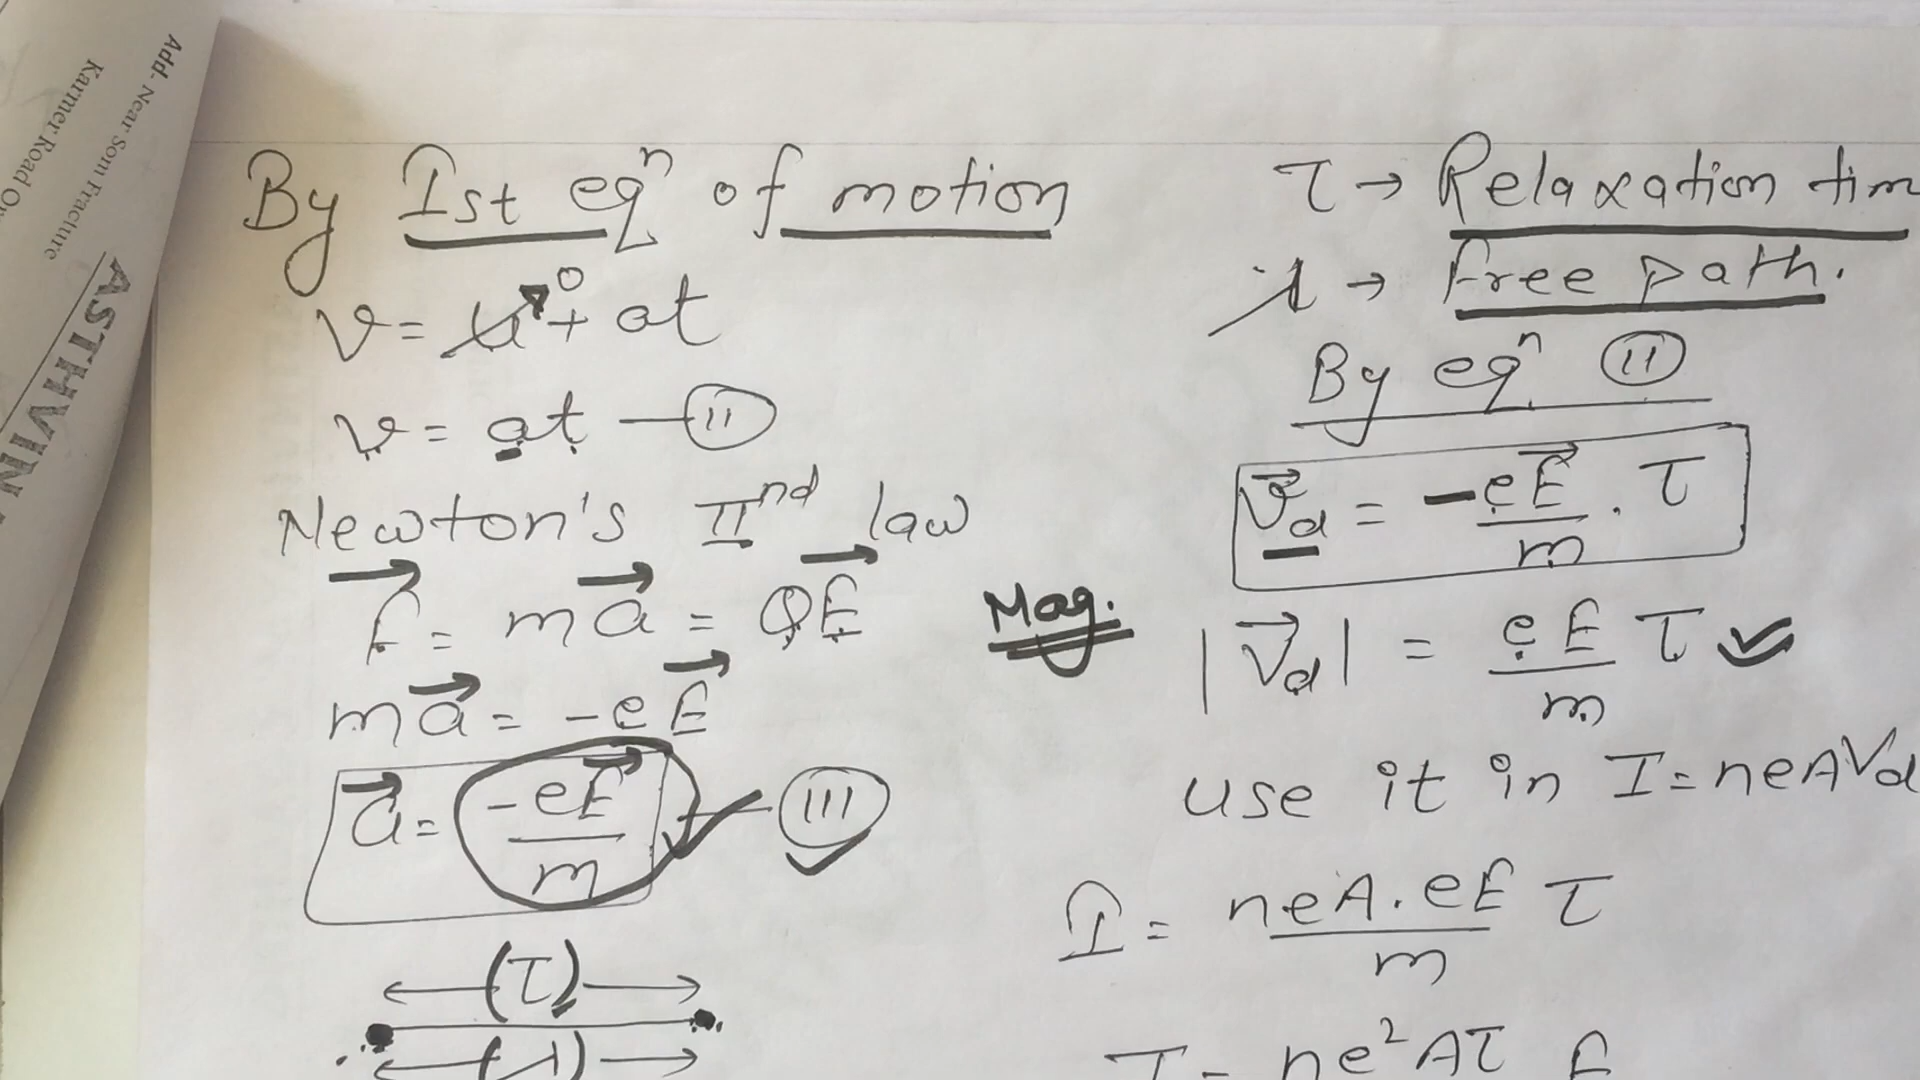 Add- Near Soni Fracture
Karmer Road O
ASTHVIN
By Ist eqⁿ of motion
v = u⁰ + at
v = at — (II)
Newton's IIⁿᵈ law
F⃗ = ma⃗ = QE⃗
ma⃗ = -eE⃗
a⃗ = -eE⃗/m — (III)
(τ)
(λ)
τ → Relaxation tim
λ → free path.
By eqⁿ (II)
V⃗d = -eE⃗/m . τ
Mag. |V⃗d| = eE/m τ
use it in I = neAVd
I = neA.eE/m τ
I = ne²Aτ E